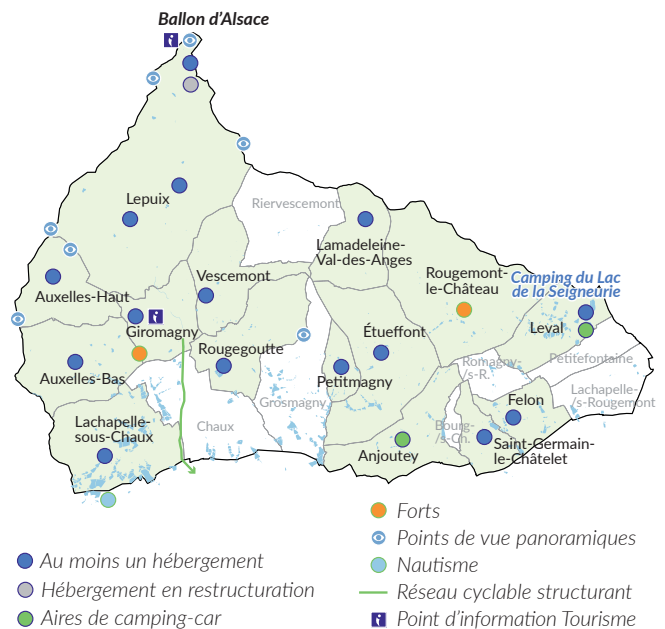 Ballon d'Alsace
Riervescemont
Lepuix
Lamadeleine-
Val-des-Anges
Rougemont-
le-Château
Camping du Lac
de la Seigneurie
Vescemont
Auxelles-Haut
Giromagny
Étueffont
Leval
Rougegoutte
Petitefontaine
Romagny-
/s-R.
Auxelles-Bas
Petitmagny
Lachapelle-
/s-Rougemont
Grosmagny
Felon
Lachapelle-
sous-Chaux
Chaux
Bourg-
/s-Ch.
Saint-Germain-
le-Châtelet
Anjoutey
Forts
Points de vue panoramiques
Au moins un hébergement
Nautisme
Hébergement en restructuration
Réseau cyclable structurant
Aires de camping-car
Point d'information Tourisme